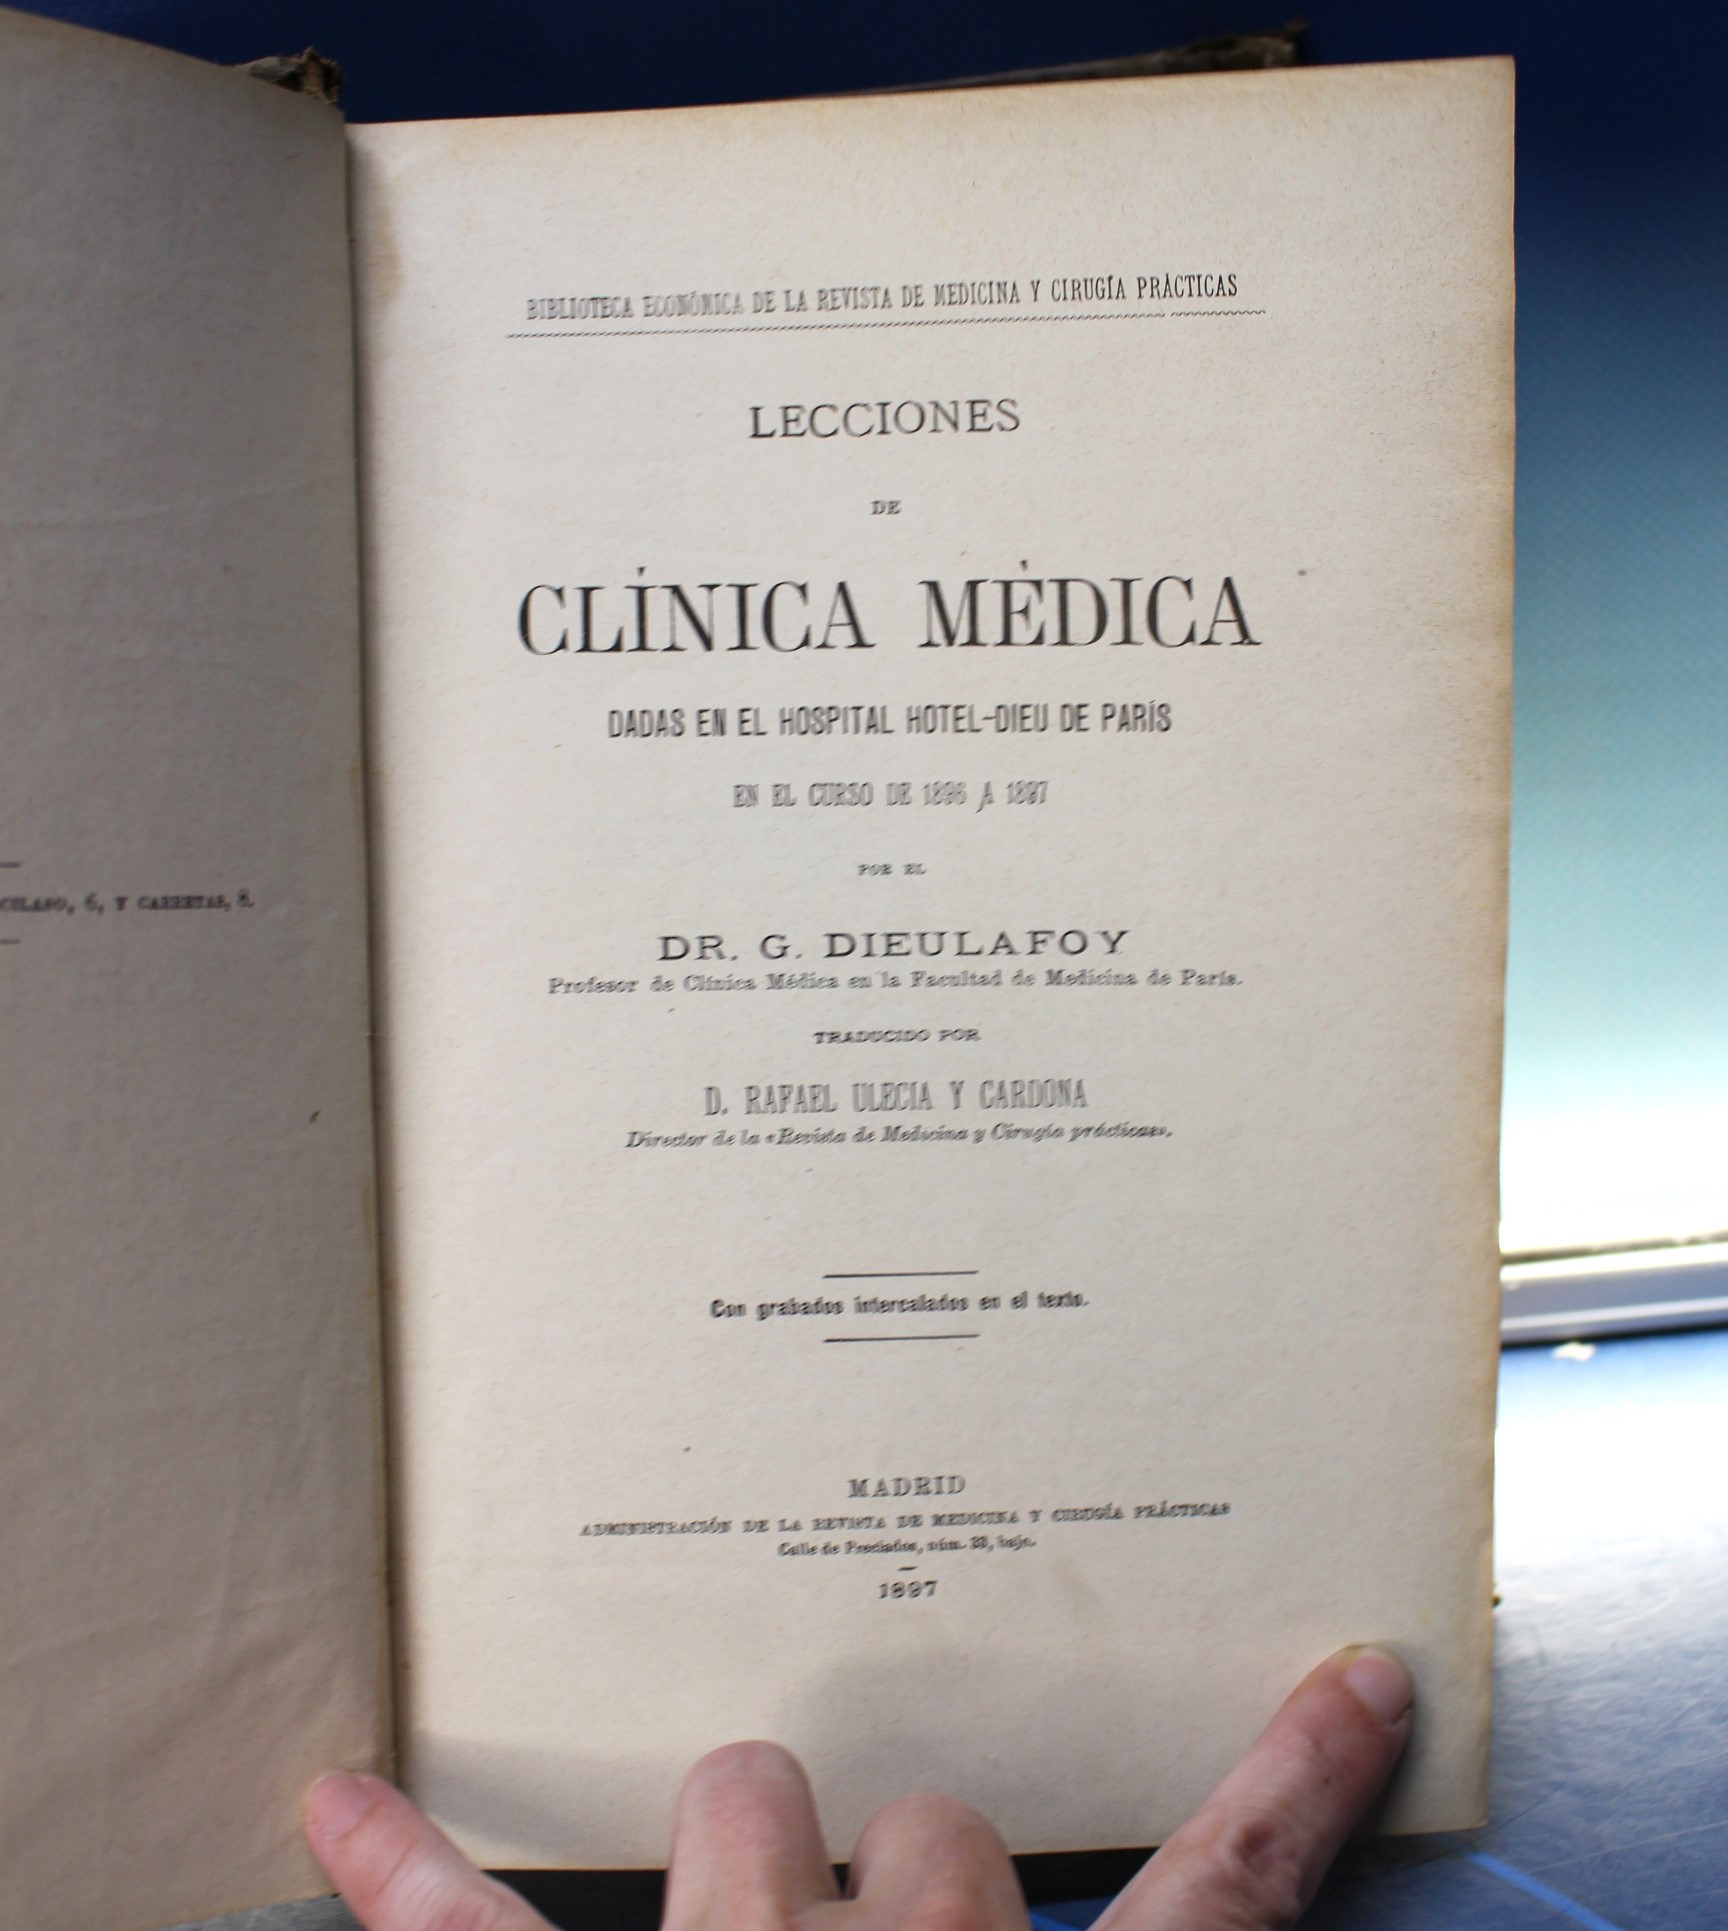 CULASO, 6, Y CARRETAS, 8.
BIBLIOTECA ECONÓMICA DE LA REVISTA DE MEDICINA Y CIRUGÍA PRÁCTICAS
LECCIONES
DE
CLÍNICA MÉDICA
DADAS EN EL HOSPITAL HOTEL-DIEU DE PARÍS
EN EL CURSO DE 1896 A 1897
POR EL
DR. G. DIEULAFOY
Profesor de Clínica Médica en la Facultad de Medicina de París.
TRADUCIDO POR
D. RAFAEL ULECIA Y CARDONA
Director de la «Revista de Medicina y Cirugía prácticas».
Con grabados intercalados en el texto.
MADRID
ADMINISTRACIÓN DE LA REVISTA DE MEDICINA Y CIRUGÍA PRÁCTICAS
Calle de Preciados, núm. 33, bajo.
1897